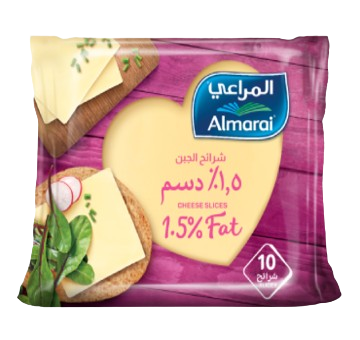 المراعي
Almarai
شرائح الجبن
١,٥٪ دسم
CHEESE SLICES
1.5% Fat
10
شرائح